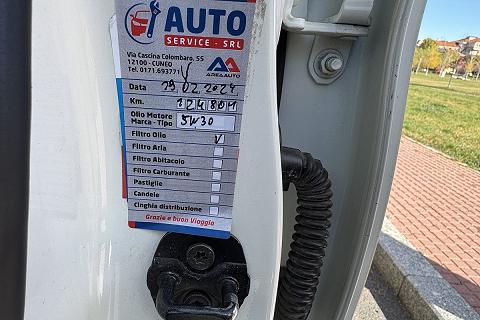 AUTO
SERVICE - SRL
Via Cascina Colombaro, 55
12100 - CUNEO
Tel. 0171.693771
AREAAUTO
Data 29.02.2024
Km. 124801
Olio Motore
Marca - Tipo 5W30
Filtro Olio
Filtro Aria
Filtro Abitacolo
Filtro Carburante
Pastiglie
Candele
Cinghia distribuzione
Grazie e buon Viaggio